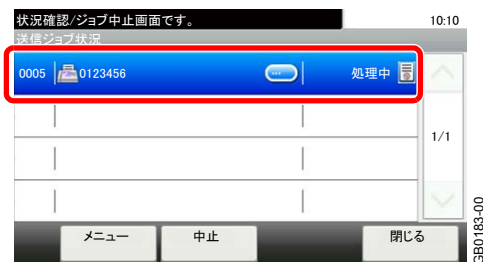 状況確認/ジョブ中止画面です。 10:10
送信ジョブ状況
0005 0123456 処理中
1/1
メニュー 中止 閉じる
GB0183-00